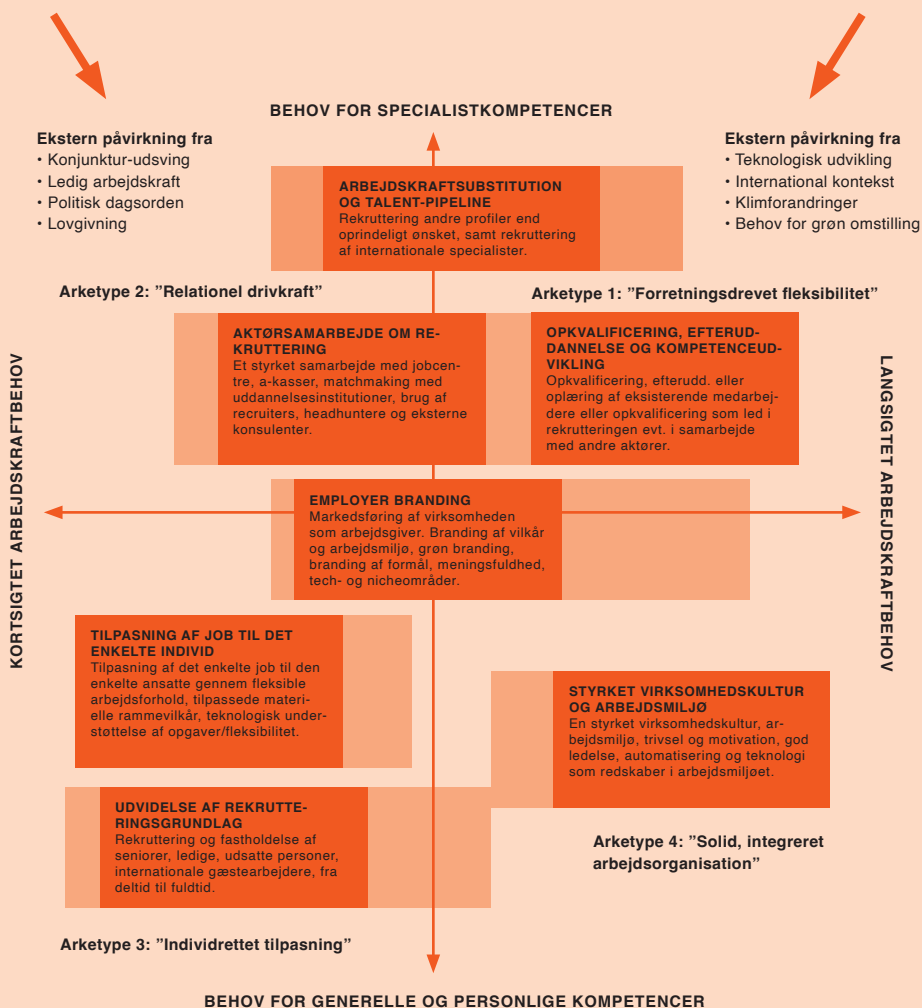 BEHOV FOR SPECIALISTKOMPETENCER
Ekstern påvirkning fra
• Konjunktur-udsving
• Ledig arbejdskraft
• Politisk dagsorden
• Lovgivning
Ekstern påvirkning fra
• Teknologisk udvikling
• International kontekst
• Klimforandringer
• Behov for grøn omstilling
ARBEJDSKRAFTSUBSTITUTION
OG TALENT-PIPELINE
Rekruttering andre profiler end
oprindeligt ønsket, samt rekruttering
af internationale specialister.
Arketype 2: ”Relationel drivkraft”
Arketype 1: ”Forretningsdrevet fleksibilitet”
AKTØRSAMARBEJDE OM RE-
KRUTTERING
Et styrket samarbejde med jobcen-
tre, a-kasser, matchmaking med
uddannelsesinstitutioner, brug af
recruiters, headhuntere og eksterne
konsulenter.
OPKVALIFICERING, EFTERUD-
DANNELSE OG KOMPETENCEUD-
VIKLING
Opkvalificering, efterudd. eller
oplæring af eksisterende medarbej-
dere eller opkvalificering som led i
rekrutteringen evt. i samarbejde
med andre aktører.
KORTSIGTET ARBEJDSKRAFTBEHOV
LANGSIGTET ARBEJDSKRAFTBEHOV
EMPLOYER BRANDING
Markedsføring af virksomheden
som arbejdsgiver. Branding af vilkår
og arbejdsmiljø, grøn branding,
branding af formål, meningsfuldhed,
tech- og nicheområder.
TILPASNING AF JOB TIL DET
ENKELTE INDIVID
Tilpasning af det enkelte job til den
enkelte ansatte gennem fleksible
arbejdsforhold, tilpassede materi-
elle rammevilkår, teknologisk under-
støttelse af opgaver/fleksibilitet.
STYRKET VIRKSOMHEDSKULTUR
OG ARBEJDSMILJØ
En styrket virksomhedskultur, ar-
bejdsmiljø, trivsel og motivation, god
ledelse, automatisering og teknologi
som redskaber i arbejdsmiljøet.
UDVIDELSE AF REKRUTTE-
RINGSGRUNDLAG
Rekruttering og fastholdelse af
seniorer, ledige, udsatte personer,
internationale gæstearbejdere, fra
deltid til fuldtid.
Arketype 4: ”Solid, integreret
arbejdsorganisation”
Arketype 3: ”Individrettet tilpasning”
BEHOV FOR GENERELLE OG PERSONLIGE KOMPETENCER